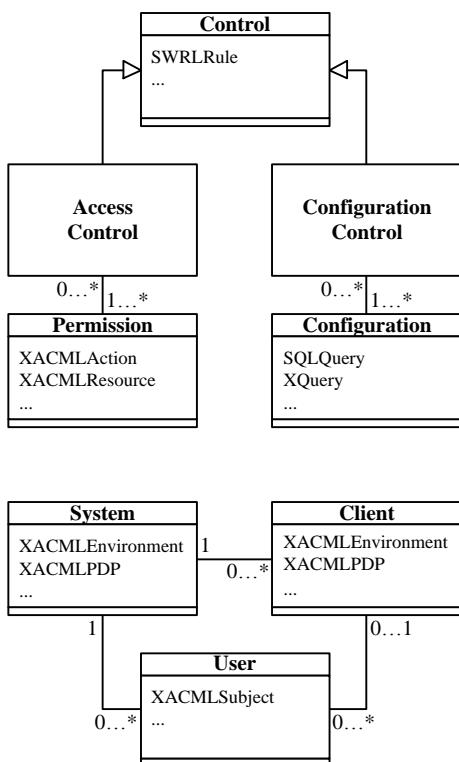 Control
SWRLRule
...
Access
Control
Configuration
Control
0…*
1…*
0…*
1…*
Permission
XACMLAction
XACMLResource
...
Configuration
SQLQuery
XQuery
...
System
XACMLEnvironment
XACMLPDP
...
1
0…*
Client
XACMLEnvironment
XACMLPDP
...
1
0…1
User
XACMLSubject
...
0…*
0…*